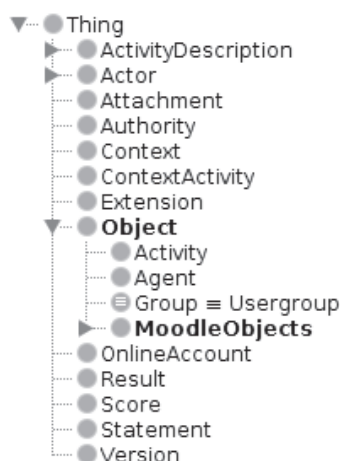 Thing
ActivityDescription
Actor
Attachment
Authority
Context
ContextActivity
Extension
Object
Activity
Agent
Group ≡ Usergroup
MoodleObjects
OnlineAccount
Result
Score
Statement
Version